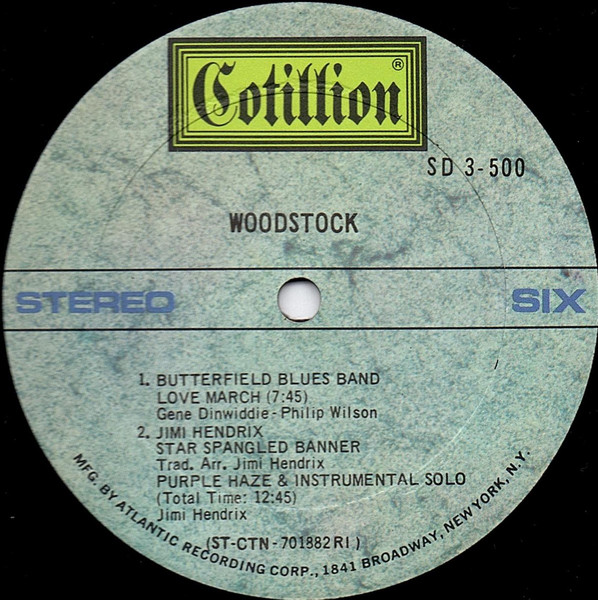 Cotillion®
SD 3-500
WOODSTOCK
STEREO SIX
1. BUTTERFIELD BLUES BAND
LOVE MARCH (7:45)
Gene Dinwiddie - Philip Wilson
2. JIMI HENDRIX
STAR SPANGLED BANNER
Trad. Arr. Jimi Hendrix
PURPLE HAZE & INSTRUMENTAL SOLO
(Total Time: 12:45)
Jimi Hendrix
(ST-CTN-701882RI)
MFG. BY ATLANTIC RECORDING CORP., 1841 BROADWAY, NEW YORK, N.Y.